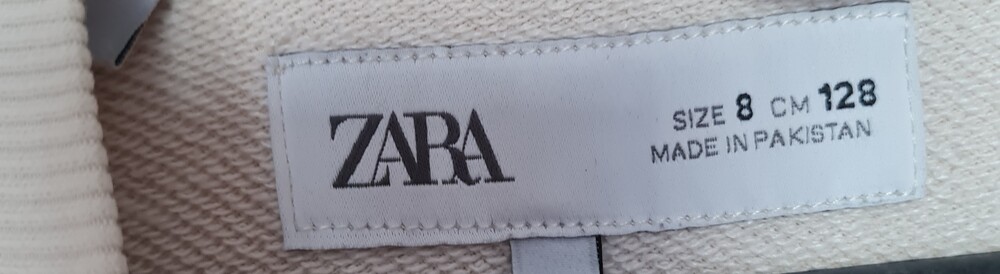 ZARA
SIZE 8 CM 128
MADE IN PAKISTAN